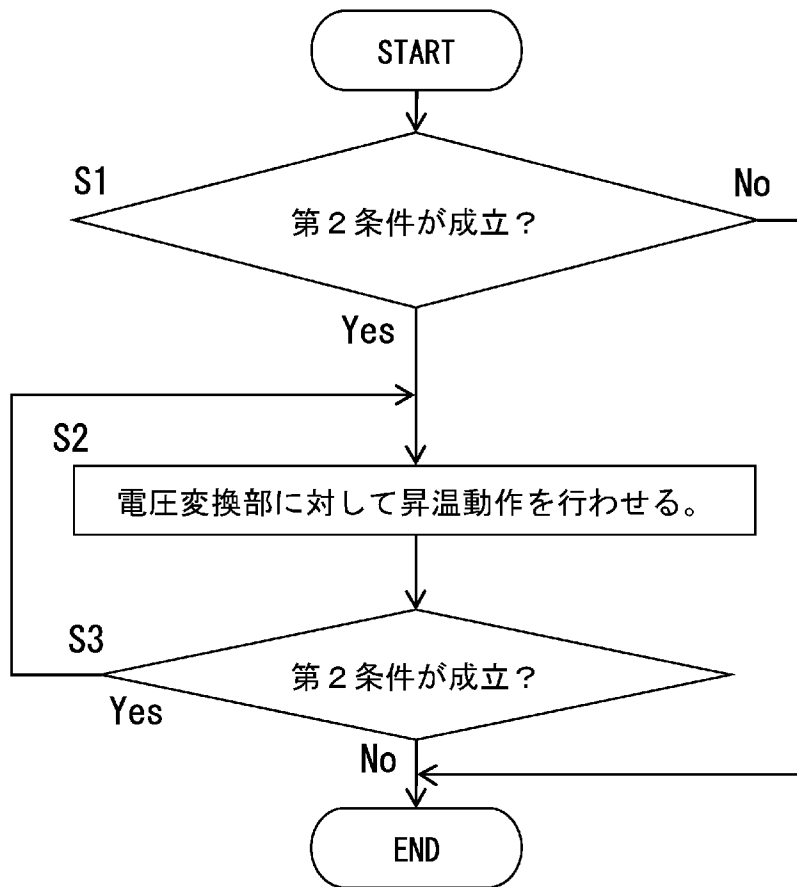 START
S1
No
第２条件が成立？
Yes
S2
電圧変換部に対して昇温動作を行わせる。
S3
第２条件が成立？
Yes
No
END